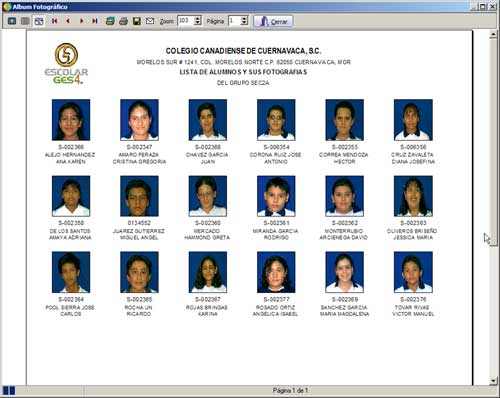 Album Fotográfico
Zoom 103 Página 1 Cerrar
ESCOLAR
GES4.
COLEGIO CANADIENSE DE CUERNAVACA, S.C.
MORELOS SUR # 1241, COL. MORELOS NORTE C.P. 62050 CUERNAVACA, MOR
LISTA DE ALUMNOS Y SUS FOTOGRAFIAS
DEL GRUPO SEC2A
S-002366 S-002347 S-002368 S-006354 S-002355 S-006356
ALEJO HERNANDEZ AMARO PERAZA CHAVEZ GARCIA CORONA RUIZ JOSE CORREA MENDOZA CRUZ ZAVALETA
ANA KAREN CRISTINA GREGORIA JUAN ANTONIO HECTOR DIANA JOSEFINA
S-002358 0134552 S-002360 S-002361 S-002362 S-002363
DE LOS SANTOS JUAREZ GUTIERREZ MERCADO MIRANDA GARCIA MONTERRUBIO OLIVEROS BRISEÑO
AMAYA ADRIANA MIGUEL ANGEL HAMMOND GRETA RODRIGO ARCIENEGA DAVID JESSICA MARIA
S-002364 S-002365 S-002367 S-002377 S-002369 S-002376
POOL SIERRA JOSE ROCHA UN ROJAS BRINGAS ROSADO ORTIZ SANCHEZ GARCIA TOVAR RIVAS
CARLOS RICARDO KARINA ANGELICA ISABEL MARIA MAGDALENA VICTOR MANUEL
Página 1 de 1